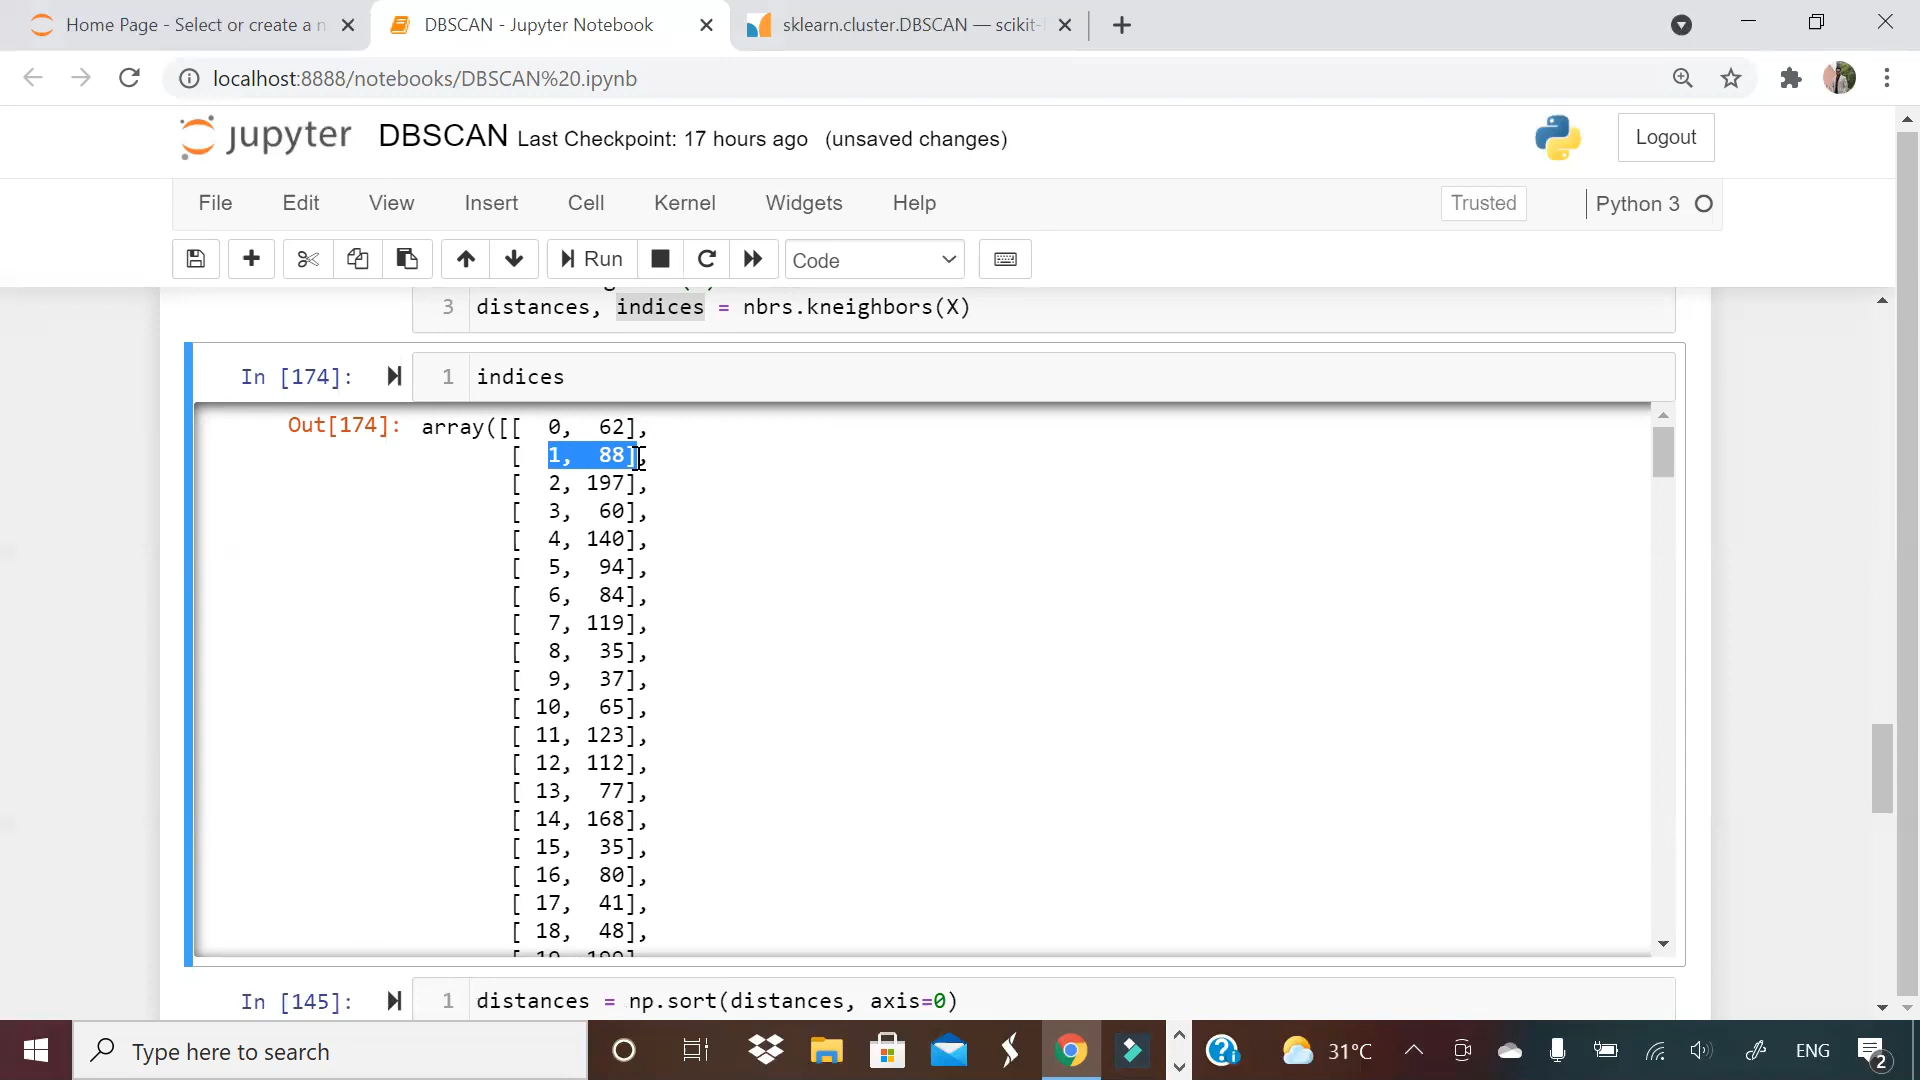 Home Page - Select or create a n
DBSCAN - Jupyter Notebook
sklearn.cluster.DBSCAN — scikit-
localhost:8888/notebooks/DBSCAN%20.ipynb
jupyter DBSCAN Last Checkpoint: 17 hours ago (unsaved changes)
Logout
File Edit View Insert Cell Kernel Widgets Help
Trusted
Python 3
Run
Code
3 distances, indices = nbrs.kneighbors(X)
In [174]: 1 indices
Out[174]: array([[ 0, 62],
[ 1, 88],
[ 2, 197],
[ 3, 60],
[ 4, 140],
[ 5, 94],
[ 6, 84],
[ 7, 119],
[ 8, 35],
[ 9, 37],
[ 10, 65],
[ 11, 123],
[ 12, 112],
[ 13, 77],
[ 14, 168],
[ 15, 35],
[ 16, 80],
[ 17, 41],
[ 18, 48],
In [145]: 1 distances = np.sort(distances, axis=0)
Type here to search
31°C
ENG
2